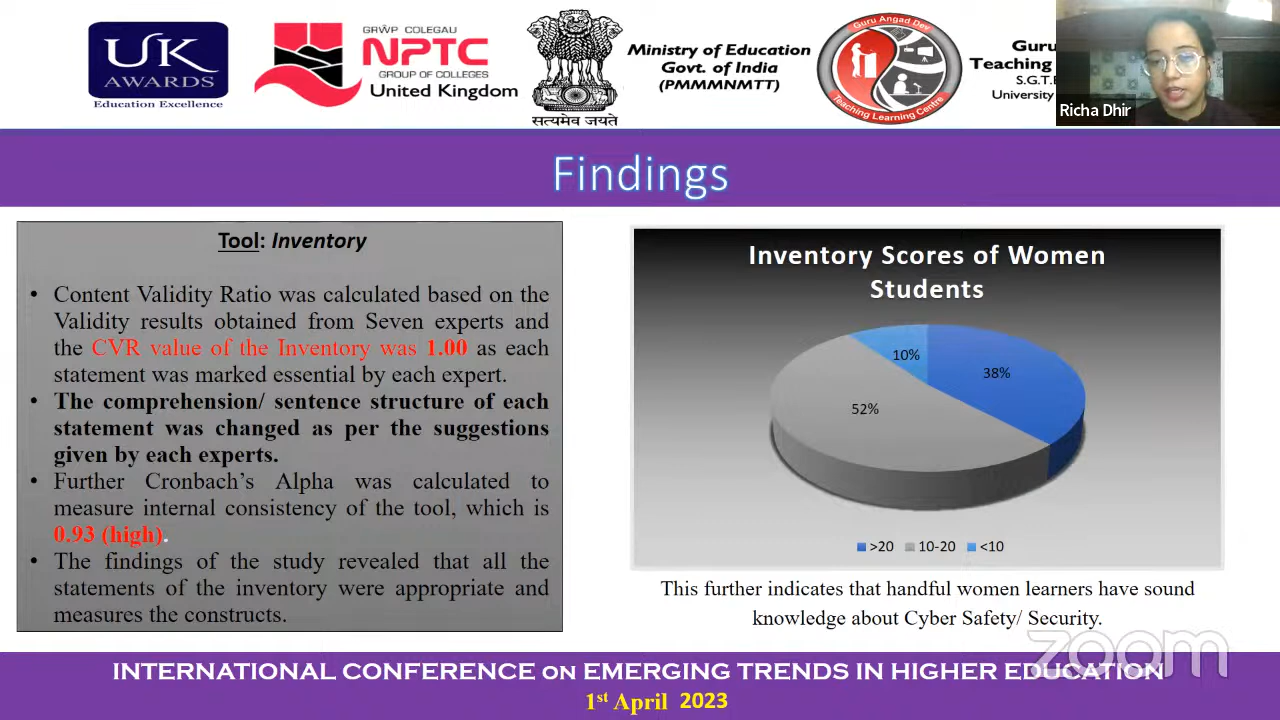 UK
AWARDS
Education Excellence
GRŴP COLEGAU
NPTC
GROUP OF COLLEGES
United Kingdom
सत्यमेव जयते
Ministry of Education
Govt. of India
(PMMMNMTT)
Guru Angad Dev
Teaching Learning Centre
Guru
Teaching
S.G.T.B
University
Richa Dhir
Findings
Tool: Inventory
• Content Validity Ratio was calculated based on the
Validity results obtained from Seven experts and
the CVR value of the Inventory was 1.00 as each
statement was marked essential by each expert.
• The comprehension/ sentence structure of each
statement was changed as per the suggestions
given by each experts.
• Further Cronbach's Alpha was calculated to
measure internal consistency of the tool, which is
0.93 (high).
• The findings of the study revealed that all the
statements of the inventory were appropriate and
measures the constructs.
Inventory Scores of Women
Students
10%
38%
52%
>20 10-20 <10
This further indicates that handful women learners have sound
knowledge about Cyber Safety/ Security.
zoom
INTERNATIONAL CONFERENCE on EMERGING TRENDS IN HIGHER EDUCATION
1st April 2023